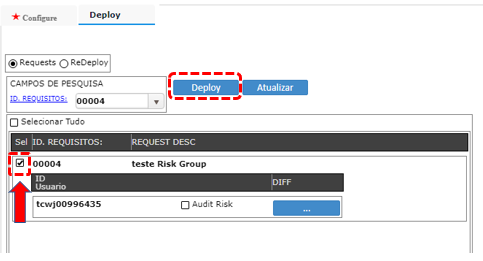 Configure
Deploy
Requests ReDeploy
CAMPOS DE PESQUISA
ID. REQUISITOS: 00004
Deploy
Atualizar
Selecionar Tudo
Sel ID. REQUISITOS: REQUEST DESC
00004 teste Risk Group
ID
Usuario DIFF
tcwj00996435 Audit Risk ...